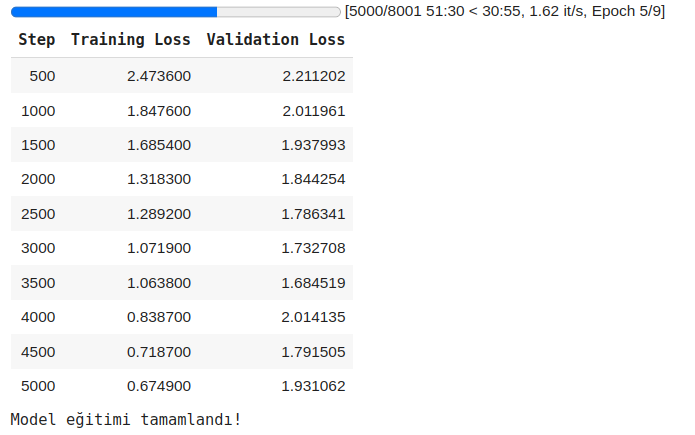 [5000/8001 51:30 < 30:55, 1.62 it/s, Epoch 5/9]
Step Training Loss Validation Loss
500 2.473600 2.211202
1000 1.847600 2.011961
1500 1.685400 1.937993
2000 1.318300 1.844254
2500 1.289200 1.786341
3000 1.071900 1.732708
3500 1.063800 1.684519
4000 0.838700 2.014135
4500 0.718700 1.791505
5000 0.674900 1.931062
Model eğitimi tamamlandı!